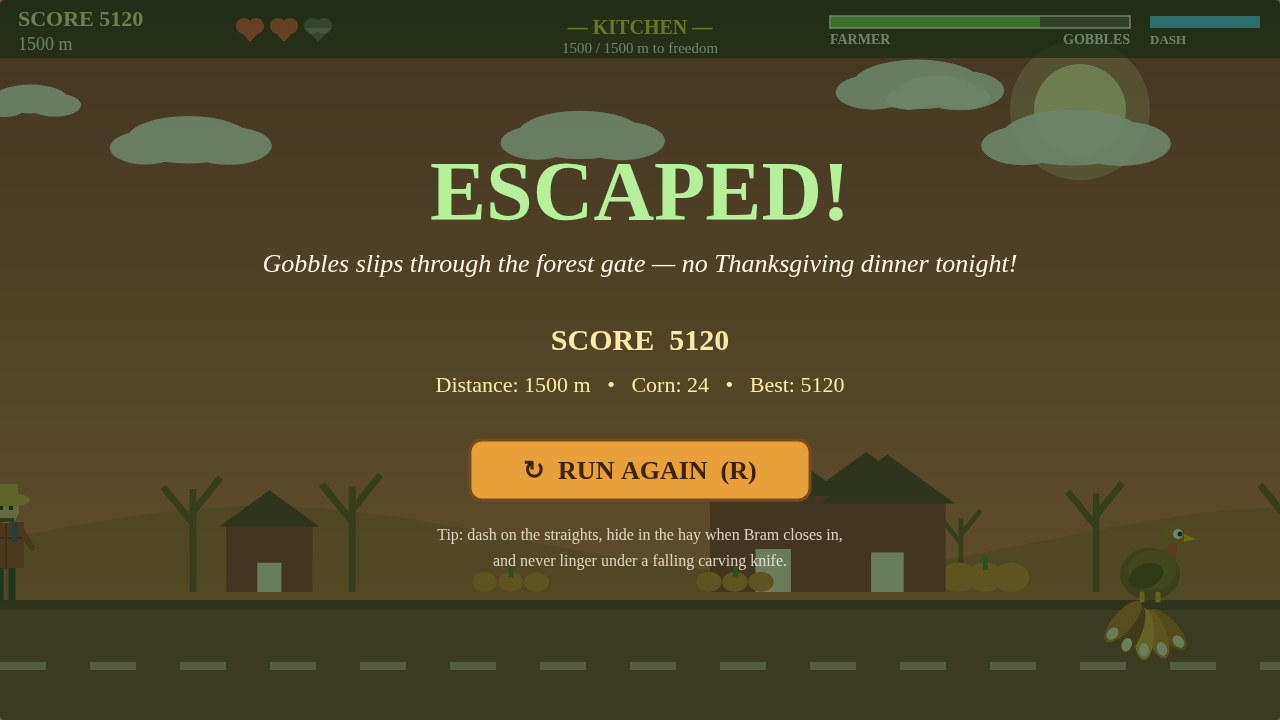 SCORE 5120
1500 m
— KITCHEN —
1500 / 1500 m to freedom
FARMER
GOBBLES
DASH
ESCAPED!
Gobbles slips through the forest gate — no Thanksgiving dinner tonight!
SCORE 5120
Distance: 1500 m • Corn: 24 • Best: 5120
↻ RUN AGAIN (R)
Tip: dash on the straights, hide in the hay when Bram closes in,
and never linger under a falling carving knife.